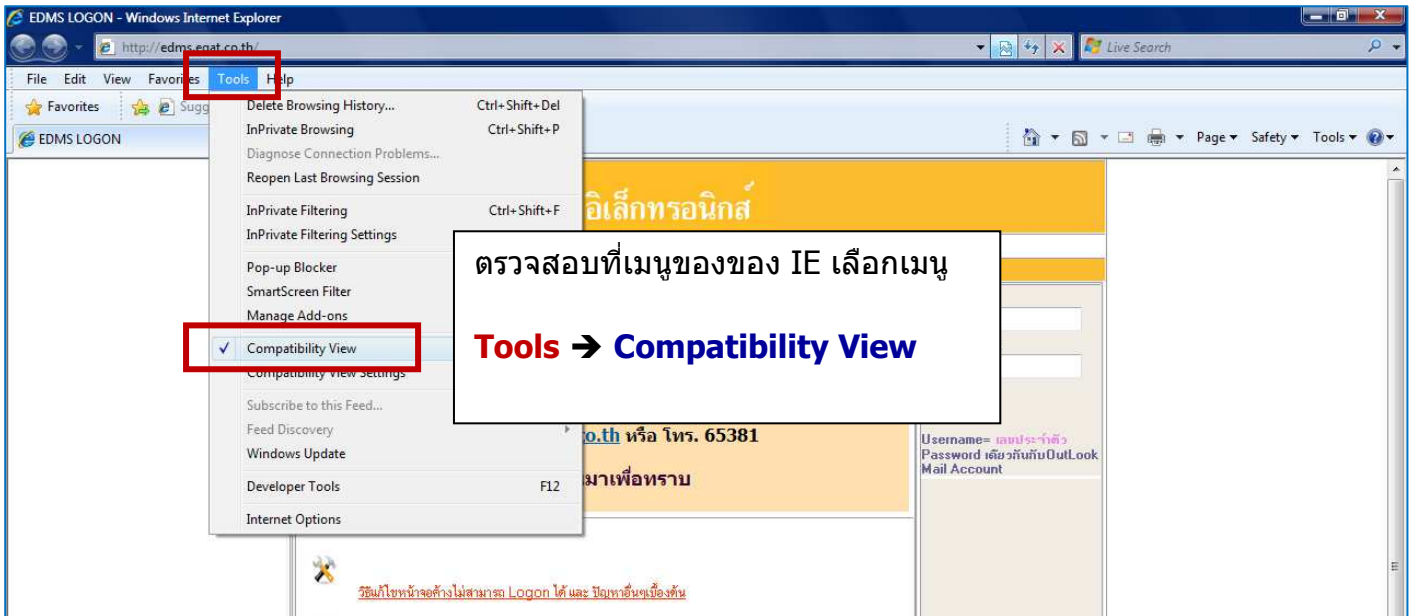 EDMS LOGON - Windows Internet Explorer
http://edms.egat.co.th/
Live Search
File Edit View Favorites Tools Help
Favorites Sugg
EDMS LOGON
Page Safety Tools
Delete Browsing History... Ctrl+Shift+Del
InPrivate Browsing Ctrl+Shift+P
Diagnose Connection Problems...
Reopen Last Browsing Session
InPrivate Filtering Ctrl+Shift+F
InPrivate Filtering Settings
Pop-up Blocker
SmartScreen Filter
Manage Add-ons
Compatibility View
Compatibility View Settings
Subscribe to this Feed...
Feed Discovery
Windows Update
Developer Tools F12
Internet Options
อิเล็กทรอนิกส์
ตรวจสอบที่เมนูของของ IE เลือกเมนู
Tools ➔ Compatibility View
o.th หรือ โทร. 65381
มาเพื่อทราบ
Username= เลขประจำตัว
Password เดียวกันกับOutLook
Mail Account
วิธีแก้ไขหน้าจอค้างไม่สามารถ Logon ได้ และ ปัญหาอื่นๆเบื้องต้น